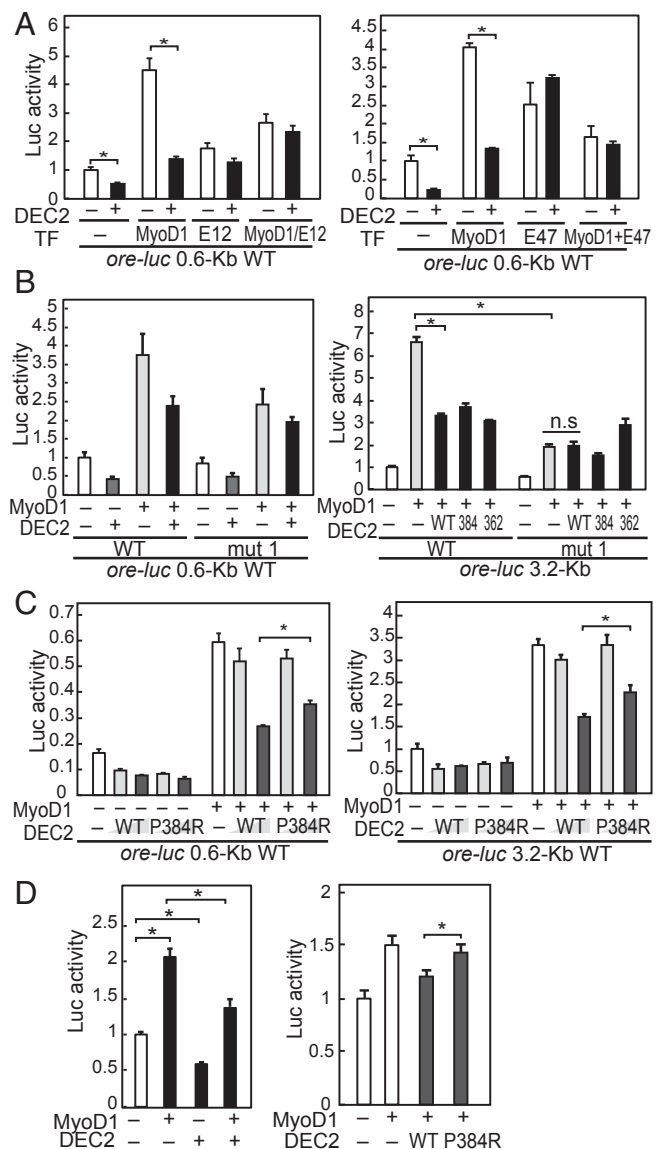 A
Luc activity
5
4
3
2
1
0
*
*
DEC2 – + – + – + – +
TF – MyoD1 E12 MyoD1/E12
ore-luc 0.6-Kb WT
Luc activity
4.5
4
3.5
3
2.5
2
1.5
1
0.5
0
*
*
DEC2 – + – + – + – +
TF – MyoD1 E47 MyoD1+E47
ore-luc 0.6-Kb WT
B
Luc activity
5
4.5
4
3.5
3
2.5
2
1.5
1
0.5
0
MyoD1 – – + + – – + +
DEC2 – + – + – + – +
WT mut 1
ore-luc 0.6-Kb WT
Luc activity
8
7
6
5
4
3
2
1
0
*
*
n.s
MyoD1 – + + + + – + + + +
DEC2 – – WT 384 362 – – WT 384 362
WT mut 1
ore-luc 3.2-Kb
C
Luc activity
0.7
0.6
0.5
0.4
0.3
0.2
0.1
0
*
MyoD1 – – – – – + + + + +
DEC2 – WT P384R – WT P384R
ore-luc 0.6-Kb WT
Luc activity
4
3.5
3
2.5
2
1.5
1
0.5
0
*
MyoD1 – – – – – + + + + +
DEC2 – WT P384R – WT P384R
ore-luc 3.2-Kb WT
D
Luc activity
2.5
2
1.5
1
0.5
0
*
*
*
MyoD1 – + – +
DEC2 – – + +
Luc activity
2
1.5
1
0.5
0
*
MyoD1 – + + +
DEC2 – – WT P384R